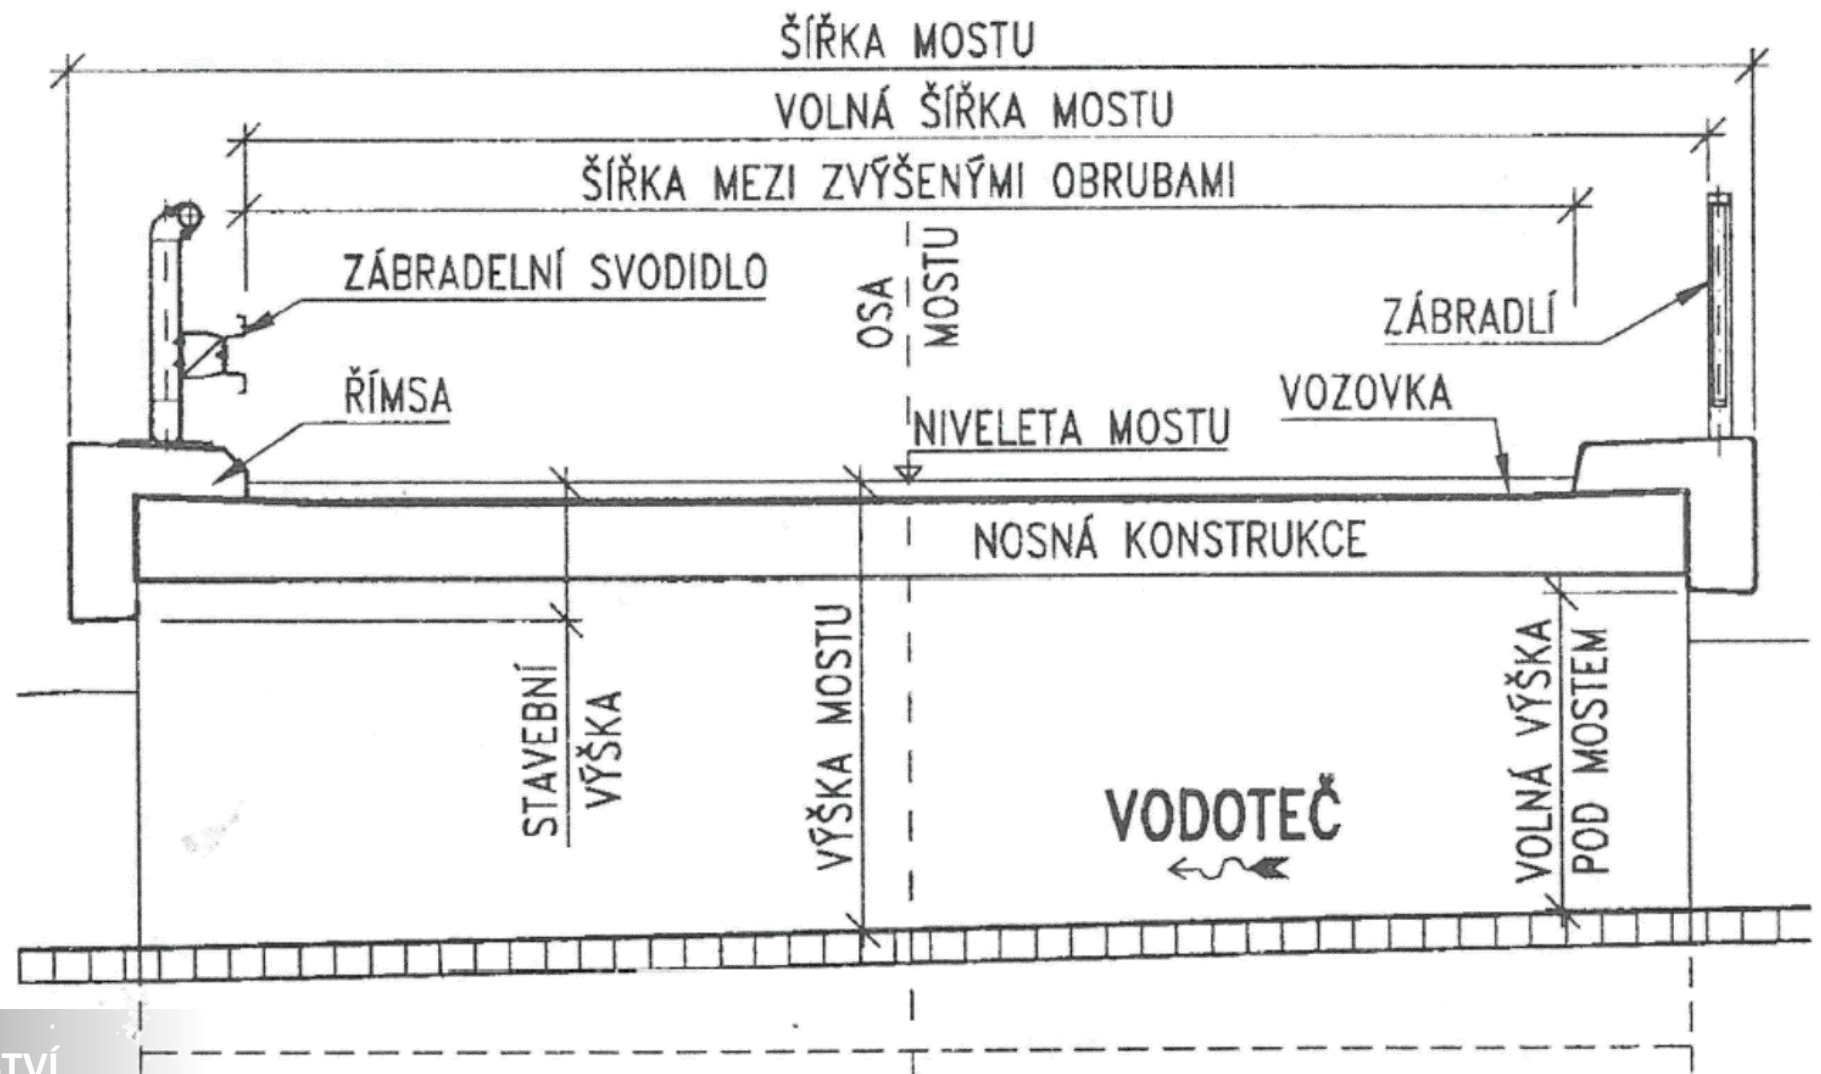 ŠÍŘKA MOSTU
VOLNÁ ŠÍŘKA MOSTU
ŠÍŘKA MEZI ZVÝŠENÝMI OBRUBAMI
ZÁBRADELNÍ SVODIDLO
OSA
MOSTU
ZÁBRADLÍ
ŘÍMSA
VOZOVKA
NIVELETA MOSTU
NOSNÁ KONSTRUKCE
STAVEBNÍ
VÝŠKA
VÝŠKA MOSTU
VODOTEČ
VOLNÁ VÝŠKA
POD MOSTEM